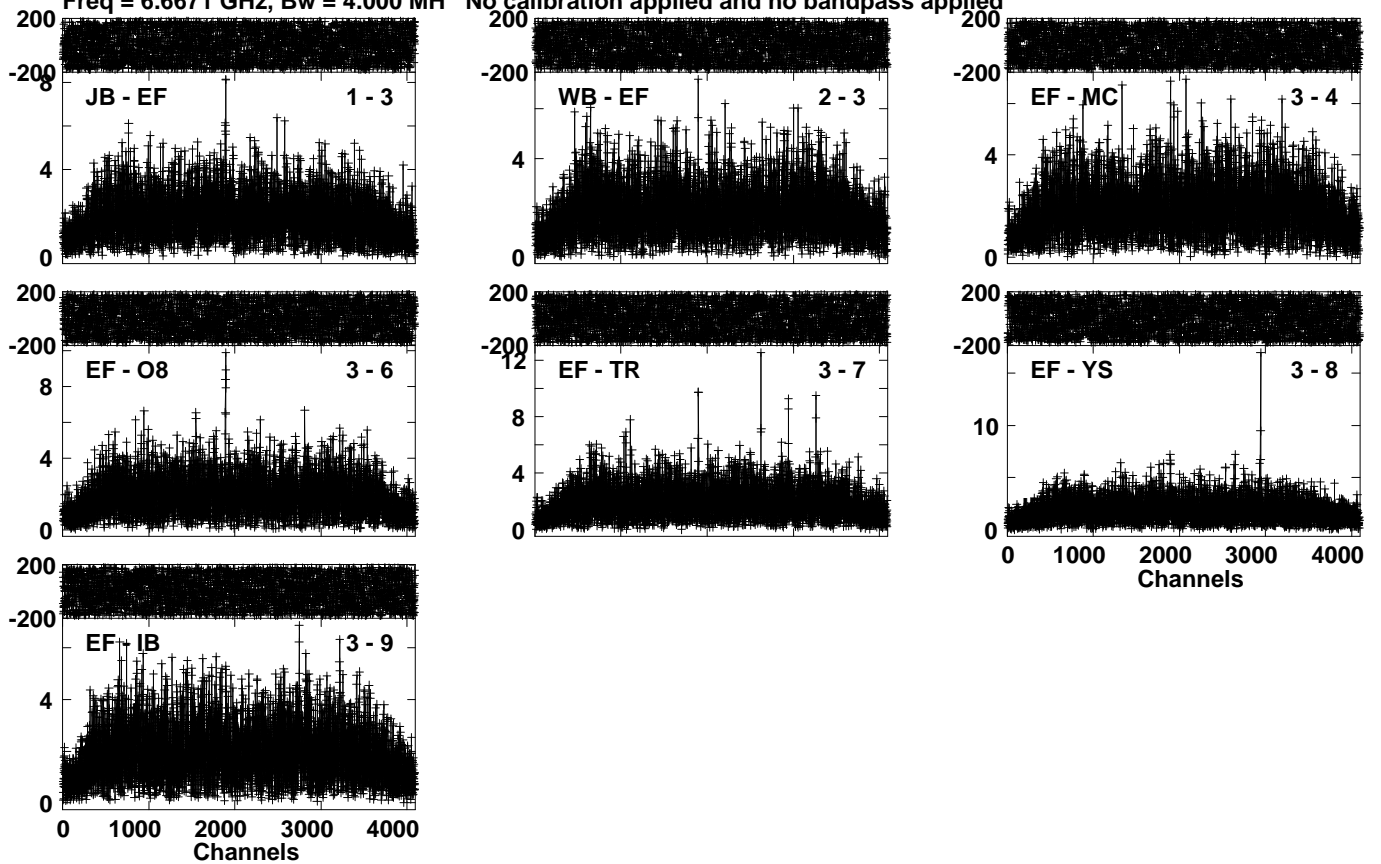 Freq = 6.6671 GHz, Bw = 4.000 MH No calibration applied and no bandpass applied
200
-200
8
4
0
JB - EF 1 - 3
200
-200
4
0
WB - EF 2 - 3
200
-200
4
0
EF - MC 3 - 4
200
-200
8
4
0
EF - O8 3 - 6
200
-200
12
8
4
0
EF - TR 3 - 7
200
-200
10
0
EF - YS 3 - 8
0 1000 2000 3000 4000
Channels
200
-200
4
0
EF - IB 3 - 9
0 1000 2000 3000 4000
Channels